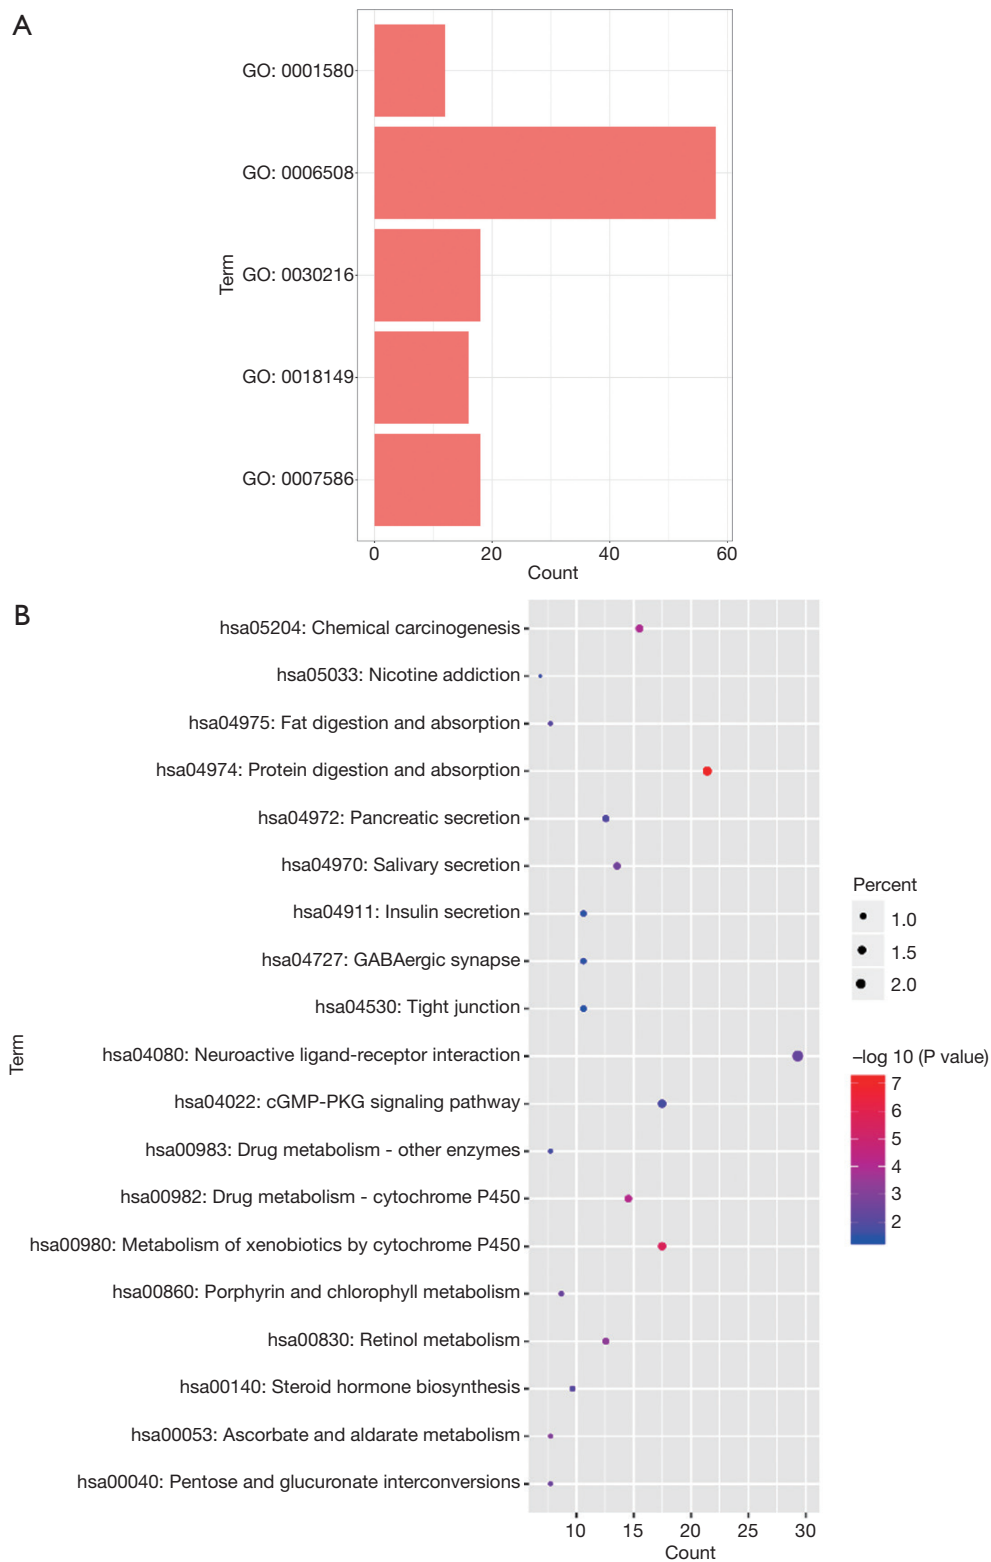 A
GO: 0001580
GO: 0006508
GO: 0030216
GO: 0018149
GO: 0007586
Term
0 20 40 60
Count
B
hsa05204: Chemical carcinogenesis
hsa05033: Nicotine addiction
hsa04975: Fat digestion and absorption
hsa04974: Protein digestion and absorption
hsa04972: Pancreatic secretion
hsa04970: Salivary secretion
hsa04911: Insulin secretion
hsa04727: GABAergic synapse
hsa04530: Tight junction
hsa04080: Neuroactive ligand-receptor interaction
hsa04022: cGMP-PKG signaling pathway
hsa00983: Drug metabolism - other enzymes
hsa00982: Drug metabolism - cytochrome P450
hsa00980: Metabolism of xenobiotics by cytochrome P450
hsa00860: Porphyrin and chlorophyll metabolism
hsa00830: Retinol metabolism
hsa00140: Steroid hormone biosynthesis
hsa00053: Ascorbate and aldarate metabolism
hsa00040: Pentose and glucuronate interconversions
Term
10 15 20 25 30
Count
Percent
1.0
1.5
2.0
–log 10 (P value)
7
6
5
4
3
2